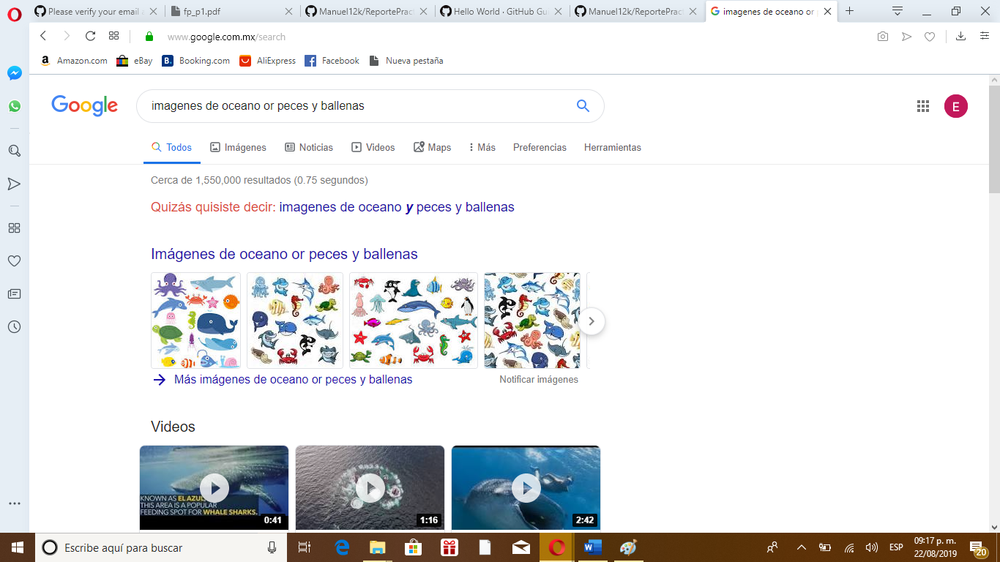 Please verify your email a
fp_p1.pdf
Manuel12k/ReportePract
Hello World · GitHub Gui
Manuel12k/ReportePract
imagenes de oceano or p
www.google.com.mx/search
Amazon.com
eBay
B.
Booking.com
AliExpress
Facebook
Nueva pestaña
Google
imagenes de oceano or peces y ballenas
E
Todos
Imágenes
Noticias
Videos
Maps
Más
Preferencias
Herramientas
Cerca de 1,550,000 resultados (0.75 segundos)
Quizás quisiste decir: imagenes de oceano y peces y ballenas
Imágenes de oceano or peces y ballenas
Más imágenes de oceano or peces y ballenas
Notificar imágenes
Videos
KNOWN AS EL AZUL
THIS AREA IS A POPULAR
FEEDING SPOT FOR WHALE SHARKS.
0:41
1:16
2:42
Escribe aquí para buscar
ESP
09:17 p. m.
22/08/2019
20